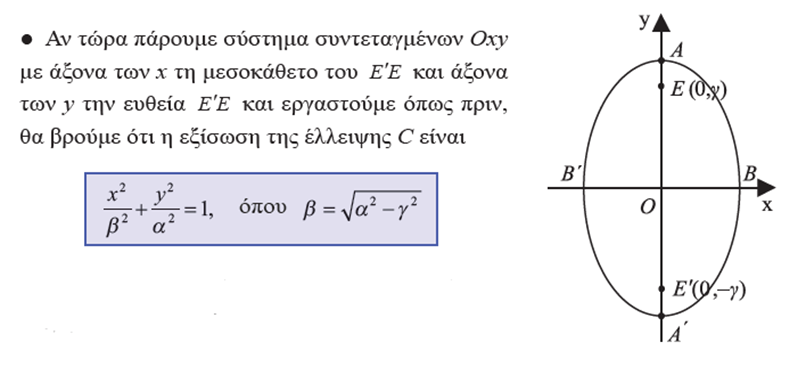 ● Αν τώρα πάρουμε σύστημα συντεταγμένων Oxy
με άξονα των x τη μεσοκάθετο του E′E και άξονα
των y την ευθεία E′E και εργαστούμε όπως πριν,
θα βρούμε ότι η εξίσωση της έλλειψης C είναι
x²/β² + y²/α² = 1, όπου β = √(α² − γ²)
y
A
E (0,γ)
B΄
B
O
x
E′(0,−γ)
A΄